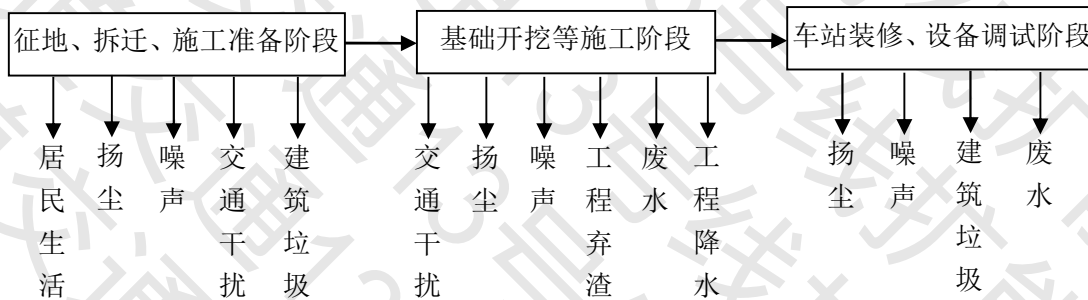 征地、拆迁、施工准备阶段
基础开挖等施工阶段
车站装修、设备调试阶段
居民生活
扬尘
噪声
交通干扰
建筑垃圾
交通干扰
扬尘
噪声
工程弃渣
废水
工程降水
扬尘
噪声
建筑垃圾
废水